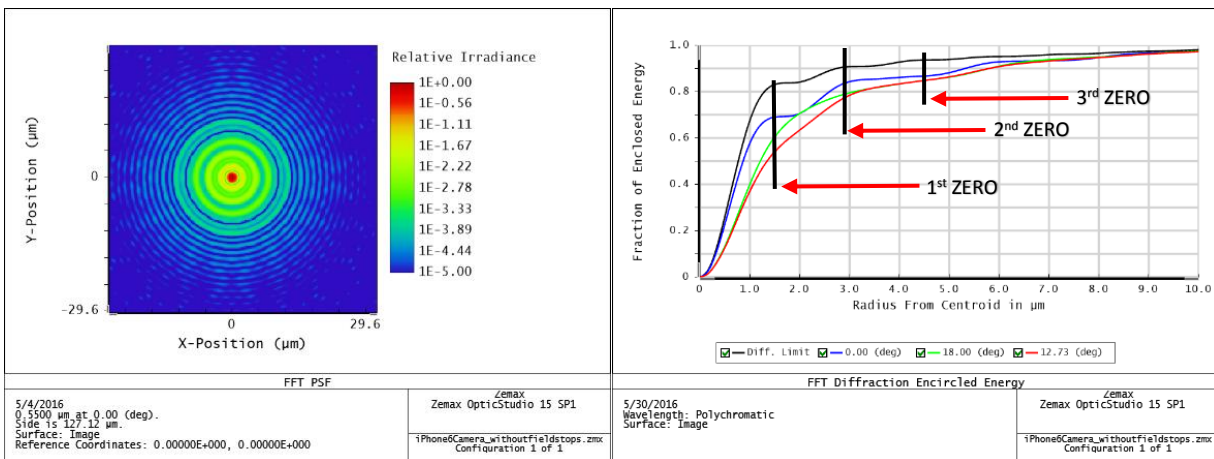 Relative Irradiance
1E+0.00
1E-0.56
1E-1.11
1E-1.67
1E-2.22
1E-2.78
1E-3.33
1E-3.89
1E-4.44
1E-5.00
Y-Position (µm)
0
-29.6
0
29.6
X-Position (µm)
FFT PSF
5/4/2016
0.5500 µm at 0.00 (deg).
Side is 127.12 µm.
Surface: Image
Reference Coordinates: 0.00000E+000, 0.00000E+000
Zemax
Zemax OpticStudio 15 SP1
iPhone6Camera_withoutfieldstops.zmx
Configuration 1 of 1
Fraction of Enclosed Energy
1.0
0.8
0.6
0.4
0.2
0
3rd ZERO
2nd ZERO
1st ZERO
0 1.0 2.0 3.0 4.0 5.0 6.0 7.0 8.0 9.0 10.0
Radius From Centroid in µm
Diff. Limit 0.00 (deg) 18.00 (deg) 12.73 (deg)
FFT Diffraction Encircled Energy
5/30/2016
Wavelength: Polychromatic
Surface: Image
Zemax
Zemax OpticStudio 15 SP1
iPhone6Camera_withoutfieldstops.zmx
Configuration 1 of 1